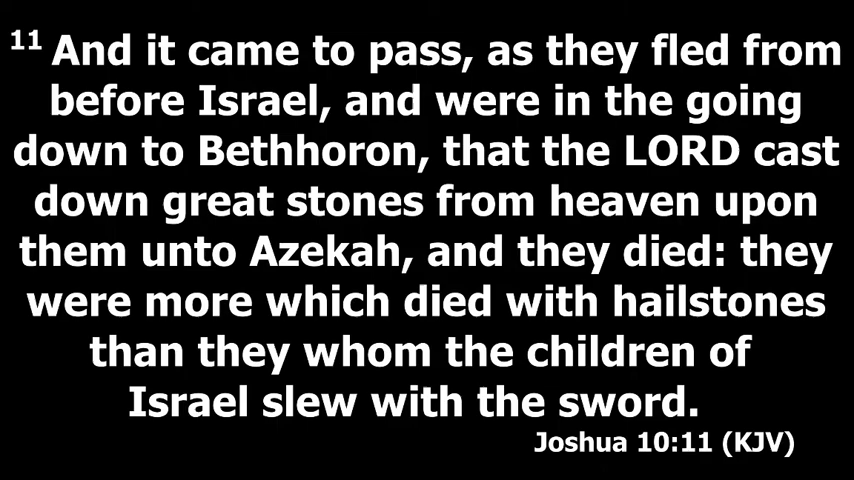 11 And it came to pass, as they fled from
before Israel, and were in the going
down to Bethhoron, that the LORD cast
down great stones from heaven upon
them unto Azekah, and they died: they
were more which died with hailstones
than they whom the children of
Israel slew with the sword.
Joshua 10:11 (KJV)